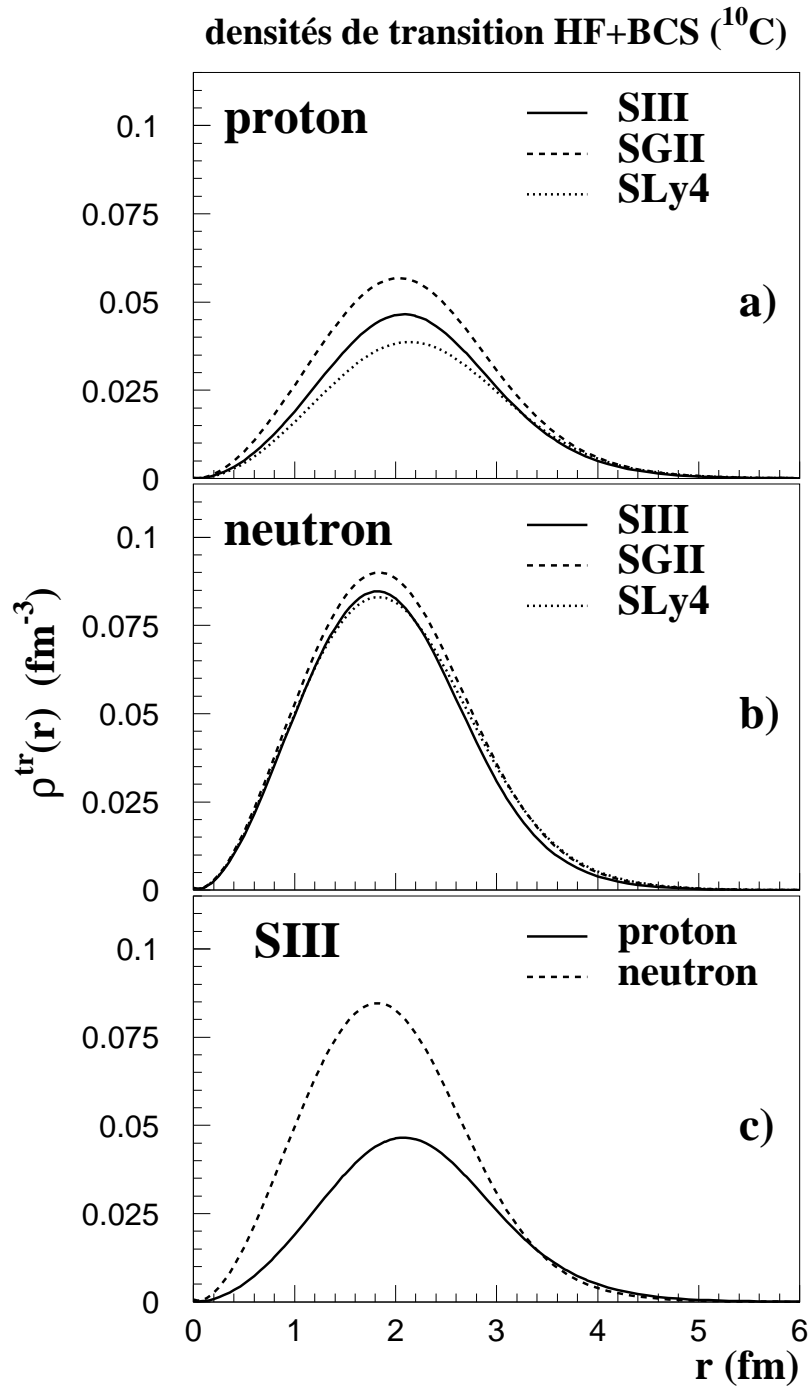 densités de transition HF+BCS (¹⁰C)
proton
SIII
SGII
SLy4
a)
0.1
0.075
0.05
0.025
0
neutron
SIII
SGII
SLy4
b)
0.1
0.075
0.05
0.025
0
ρᵗʳ(r) (fm⁻³)
SIII
proton
neutron
c)
0.1
0.075
0.05
0.025
0
0 1 2 3 4 5 6
r (fm)